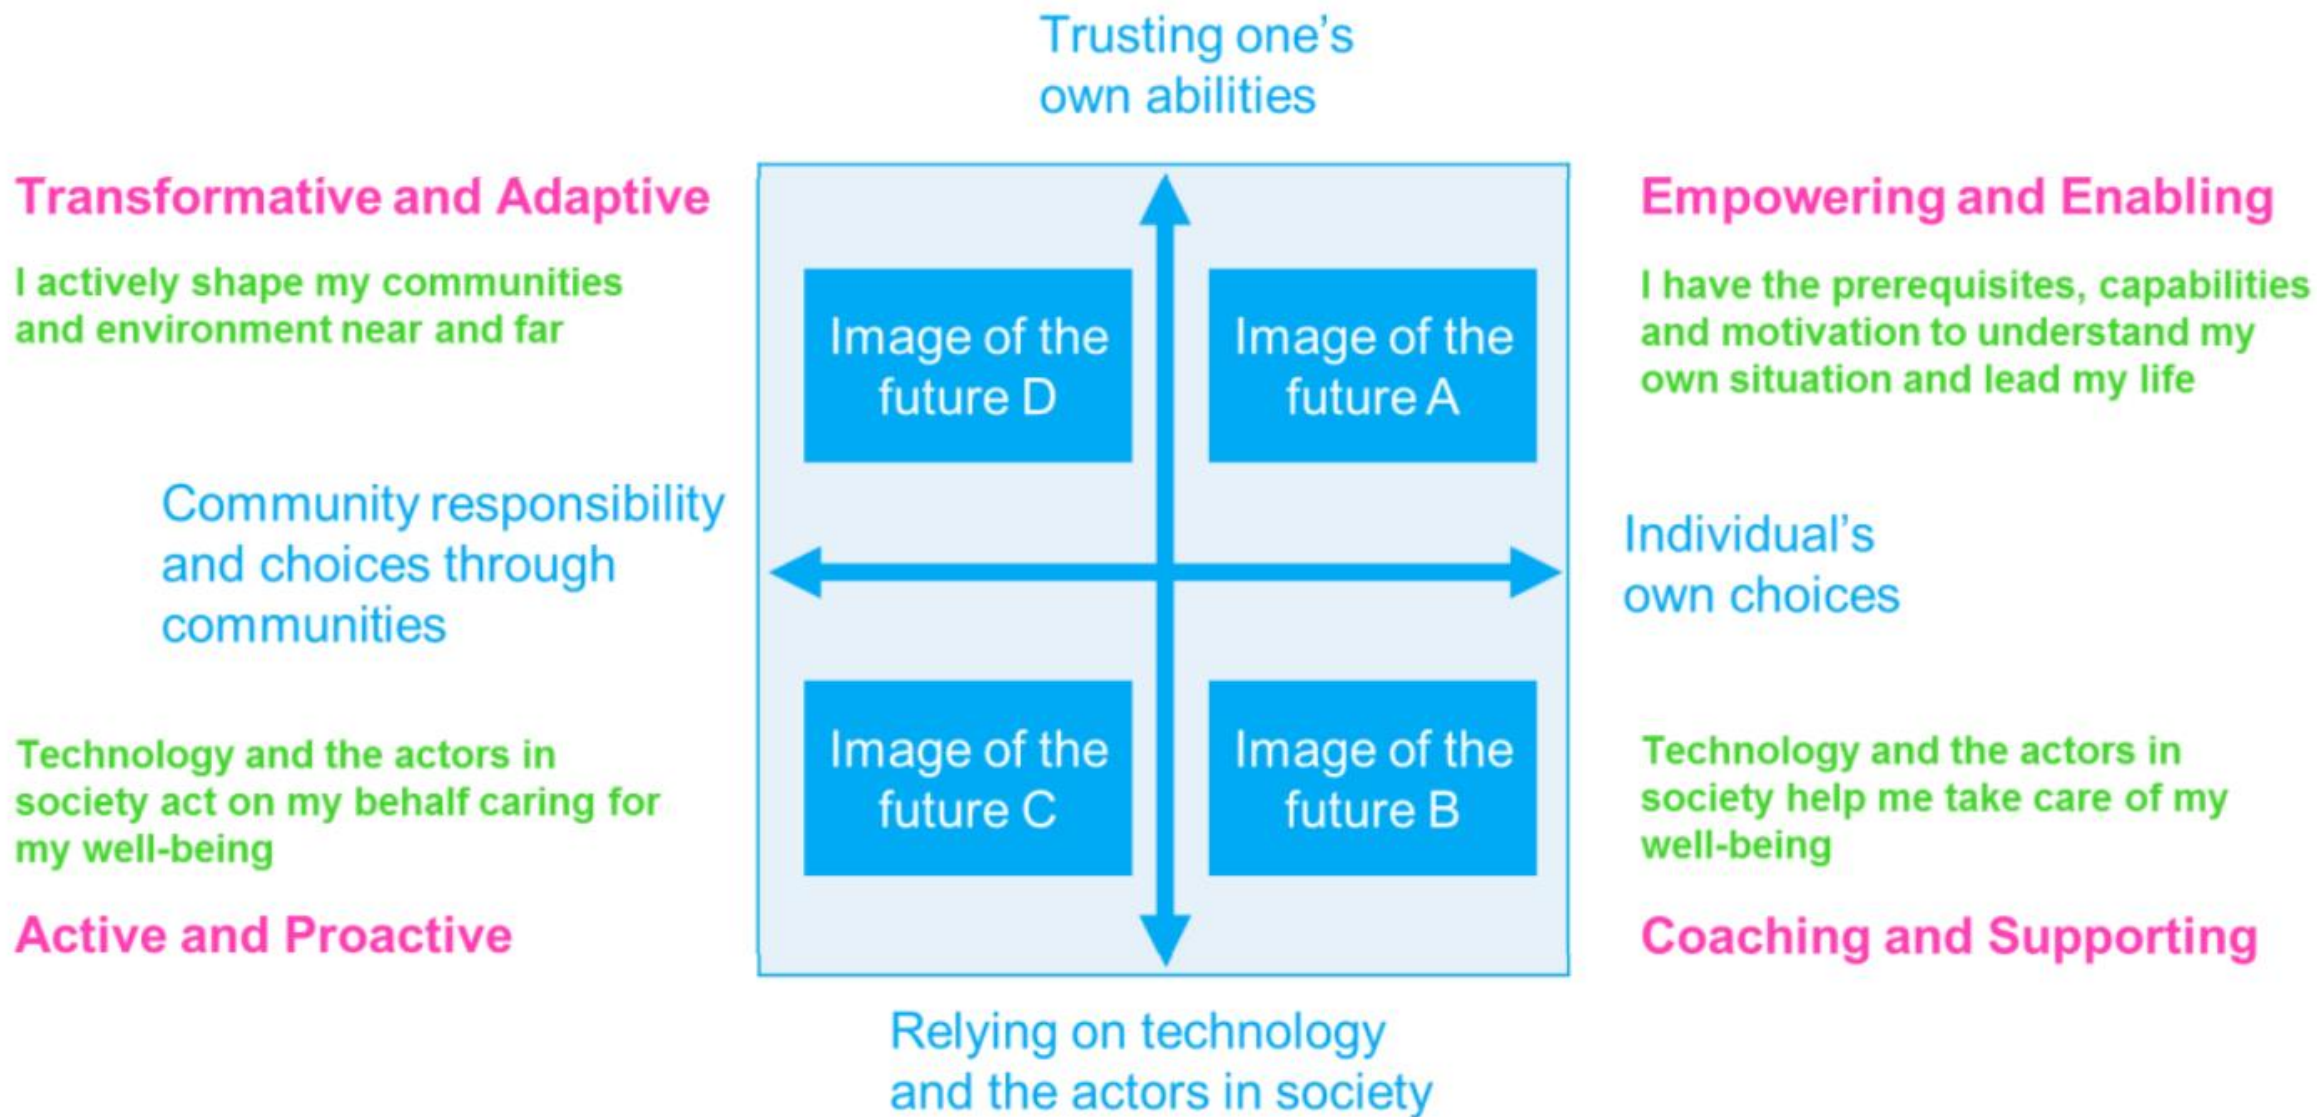 Trusting one's
own abilities
Transformative and Adaptive
I actively shape my communities
and environment near and far
Empowering and Enabling
I have the prerequisites, capabilities
and motivation to understand my
own situation and lead my life
Image of the
future D
Image of the
future A
Community responsibility
and choices through
communities
Individual's
own choices
Technology and the actors in
society act on my behalf caring for
my well-being
Active and Proactive
Image of the
future C
Image of the
future B
Technology and the actors in
society help me take care of my
well-being
Coaching and Supporting
Relying on technology
and the actors in society